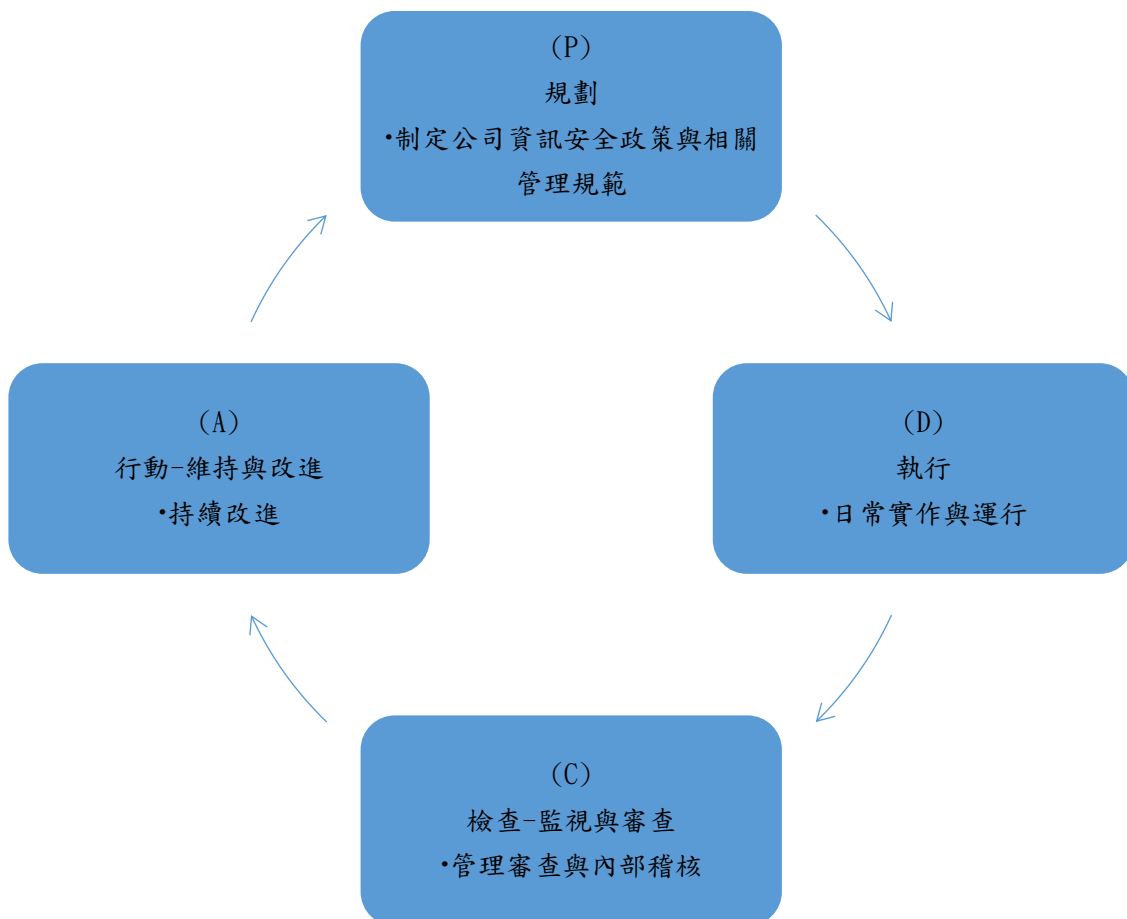 (P)
規劃
•制定公司資訊安全政策與相關
管理規範
(A)
行動-維持與改進
•持續改進
(D)
執行
•日常實作與運行
(C)
檢查-監視與審查
•管理審查與內部稽核